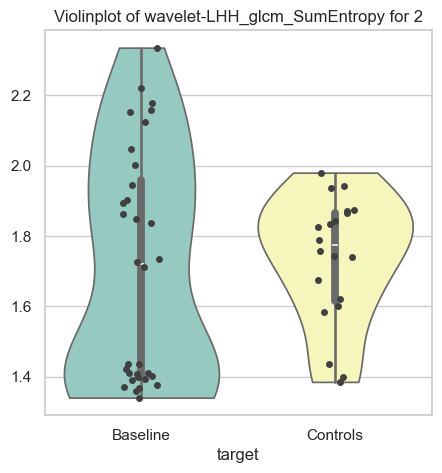 Violinplot of wavelet-LHH_glcm_SumEntropy for 2
2.2
2.0
1.8
1.6
1.4
Baseline Controls
target